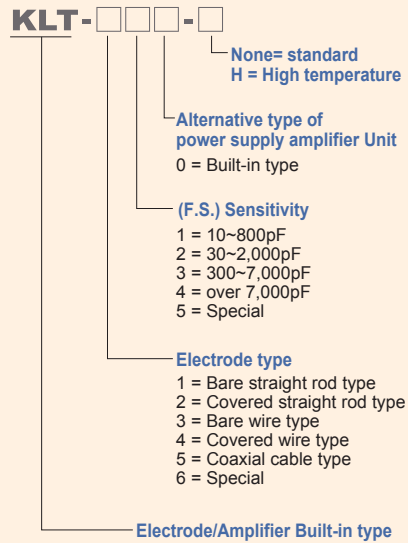 KLT-□□□-□
None= standard
H = High temperature
Alternative type of
power supply amplifier Unit
0 = Built-in type
(F.S.) Sensitivity
1 = 10~800pF
2 = 30~2,000pF
3 = 300~7,000pF
4 = over 7,000pF
5 = Special
Electrode type
1 = Bare straight rod type
2 = Covered straight rod type
3 = Bare wire type
4 = Covered wire type
5 = Coaxial cable type
6 = Special
Electrode/Amplifier Built-in type